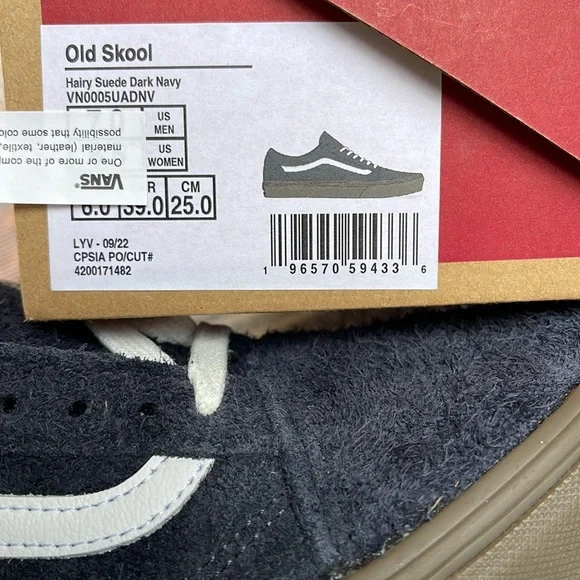 Old Skool
Hairy Suede Dark Navy
VN0005UADNV
US
MEN
US
WOMEN
CM
6.0 39.0 25.0
LYV - 09/22
CPSIA PO/CUT#
4200171482
1 96570 59433 6
VANS®
One or more of the comp
material (leather, textile,
possibility that some colo